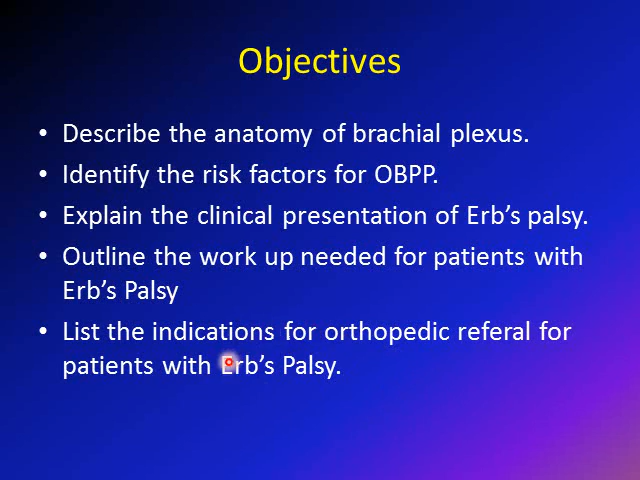 Objectives
• Describe the anatomy of brachial plexus.
• Identify the risk factors for OBPP.
• Explain the clinical presentation of Erb’s palsy.
• Outline the work up needed for patients with
Erb’s Palsy
• List the indications for orthopedic referal for
patients with Erb’s Palsy.